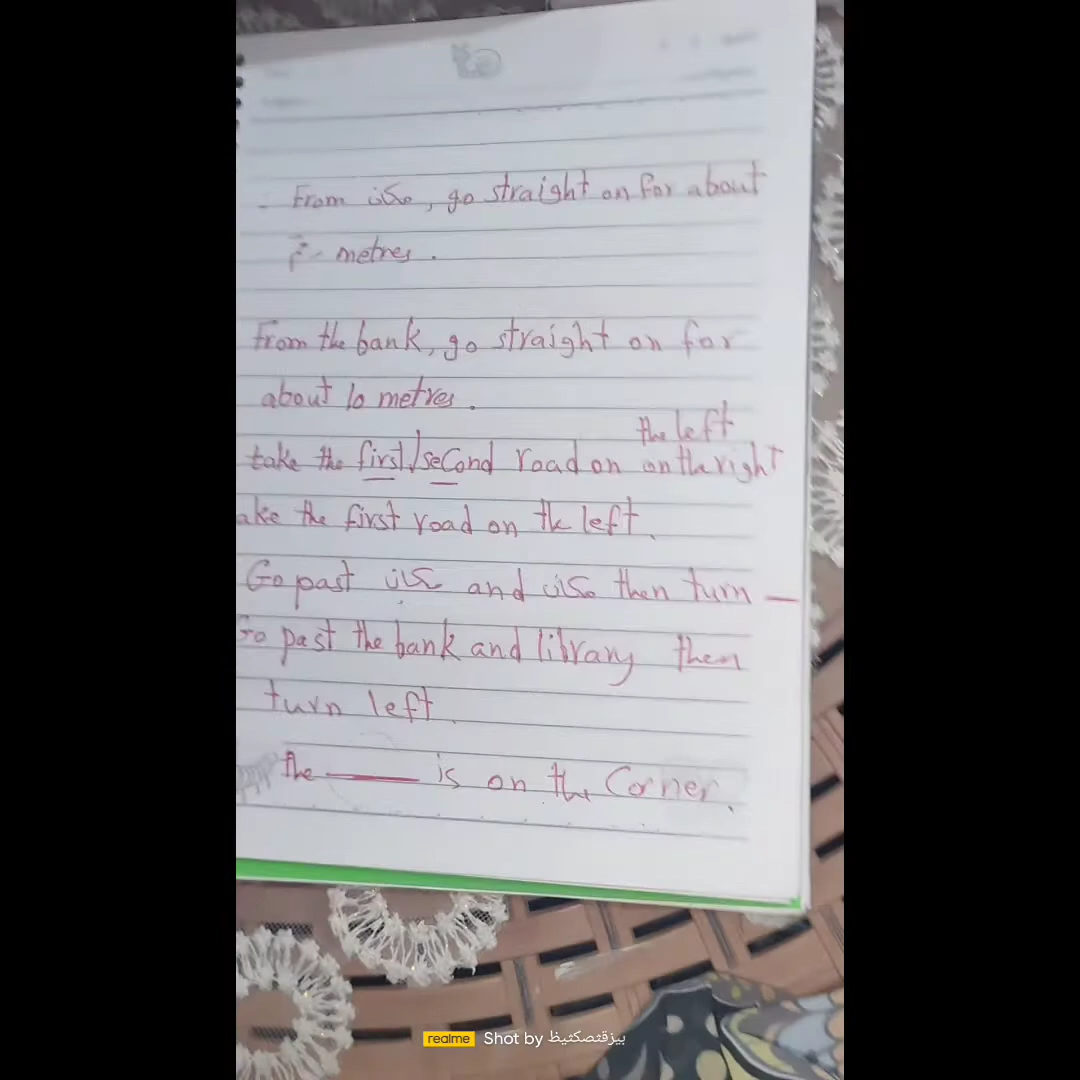 - From مكان, go straight on for about
metres.
From the bank, go straight on for
about 10 metres.
the left
take the first/second road on on the right
ake the first road on the left.
Go past مكان and مكان then turn —
Go past the bank and library then
turn left.
The ______ is on the Corner.
realme Shot by بيزقثصكثيظ